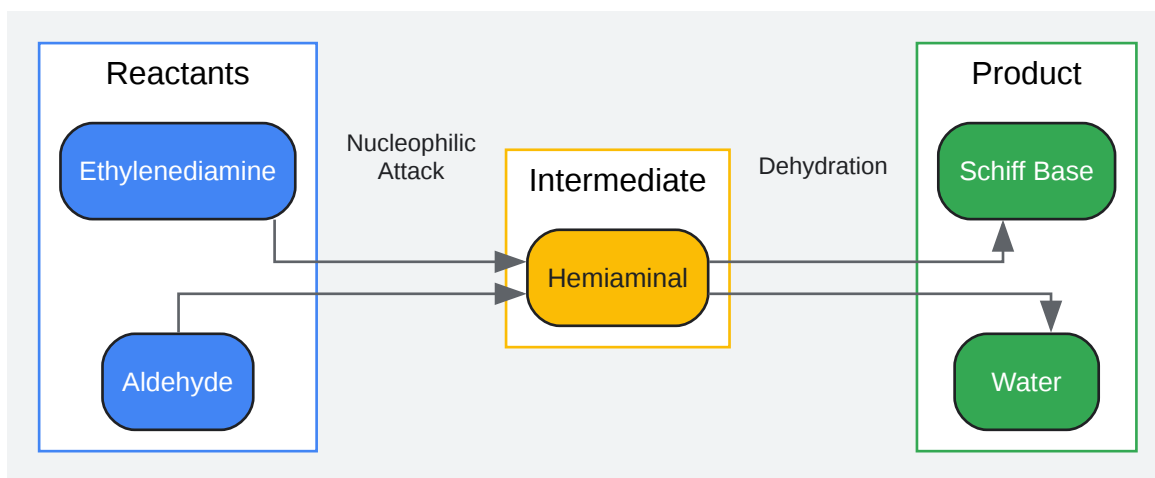 Reactants
Ethylenediamine
Aldehyde
Nucleophilic
Attack
Intermediate
Hemiaminal
Dehydration
Product
Schiff Base
Water